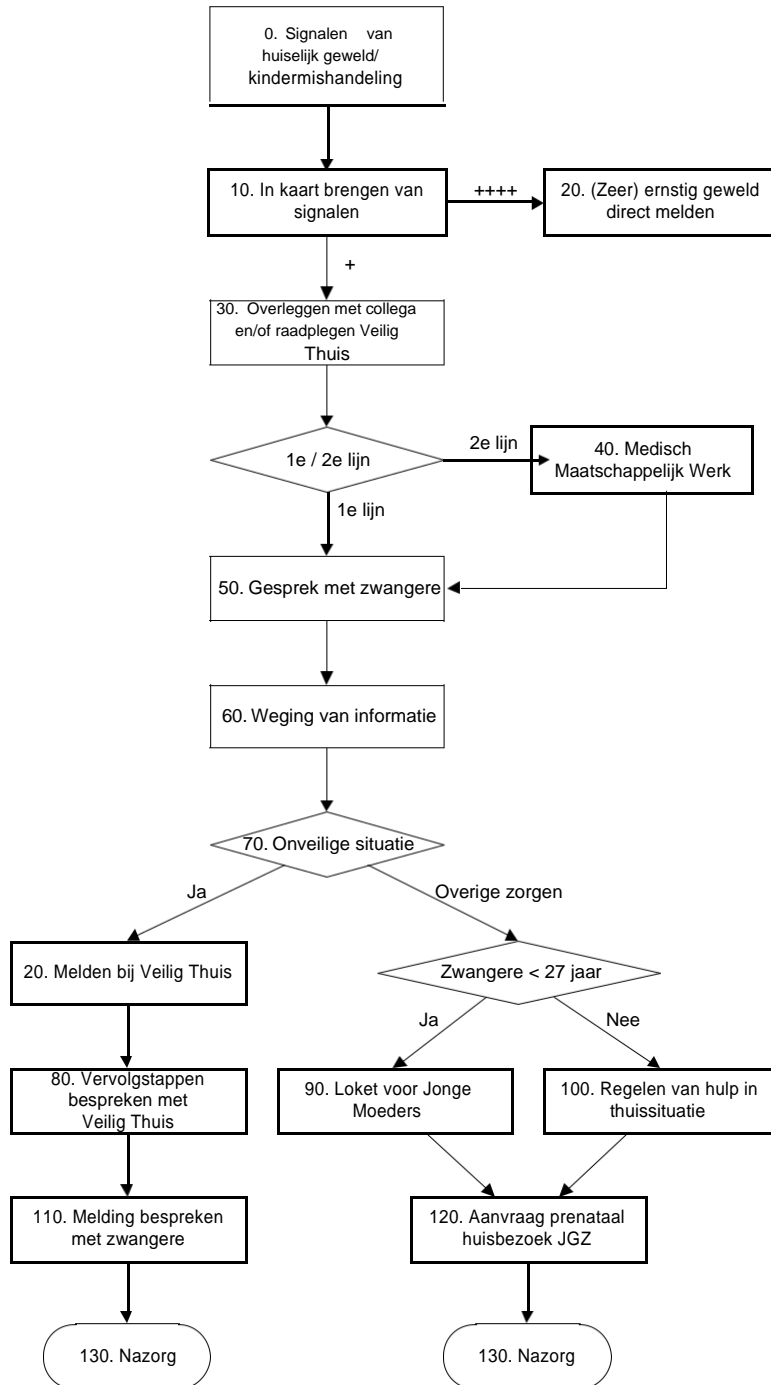 0. Signalen van
huiselijk geweld/
kindermishandeling
10. In kaart brengen van
signalen
++++
20. (Zeer) ernstig geweld
direct melden
+
30. Overleggen met collega
en/of raadplegen Veilig
Thuis
1e / 2e lijn
2e lijn
40. Medisch
Maatschappelijk Werk
1e lijn
50. Gesprek met zwangere
60. Weging van informatie
70. Onveilige situatie
Ja
Overige zorgen
20. Melden bij Veilig Thuis
Zwangere < 27 jaar
Ja
Nee
80. Vervolgstappen
bespreken met
Veilig Thuis
90. Loket voor Jonge
Moeders
100. Regelen van hulp in
thuissituatie
110. Melding bespreken
met zwangere
120. Aanvraag prenataal
huisbezoek JGZ
130. Nazorg
130. Nazorg